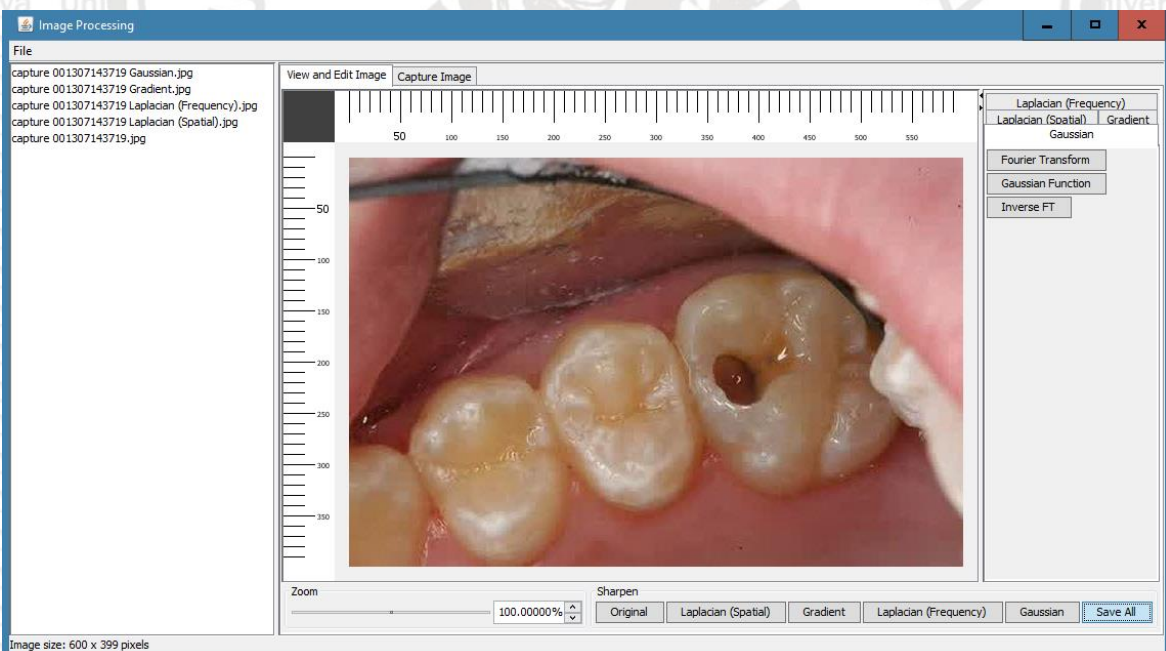 Image Processing
File
capture 001307143719 Gaussian.jpg
capture 001307143719 Gradient.jpg
capture 001307143719 Laplacian (Frequency).jpg
capture 001307143719 Laplacian (Spatial).jpg
capture 001307143719.jpg
View and Edit Image
Capture Image
50 100 150 200 250 300 350 400 450 500 550
50
100
150
200
250
300
350
Laplacian (Frequency)
Laplacian (Spatial) Gradient
Gaussian
Fourier Transform
Gaussian Function
Inverse FT
Zoom
100.00000%
Sharpen
Original Laplacian (Spatial) Gradient Laplacian (Frequency) Gaussian Save All
Image size: 600 x 399 pixels